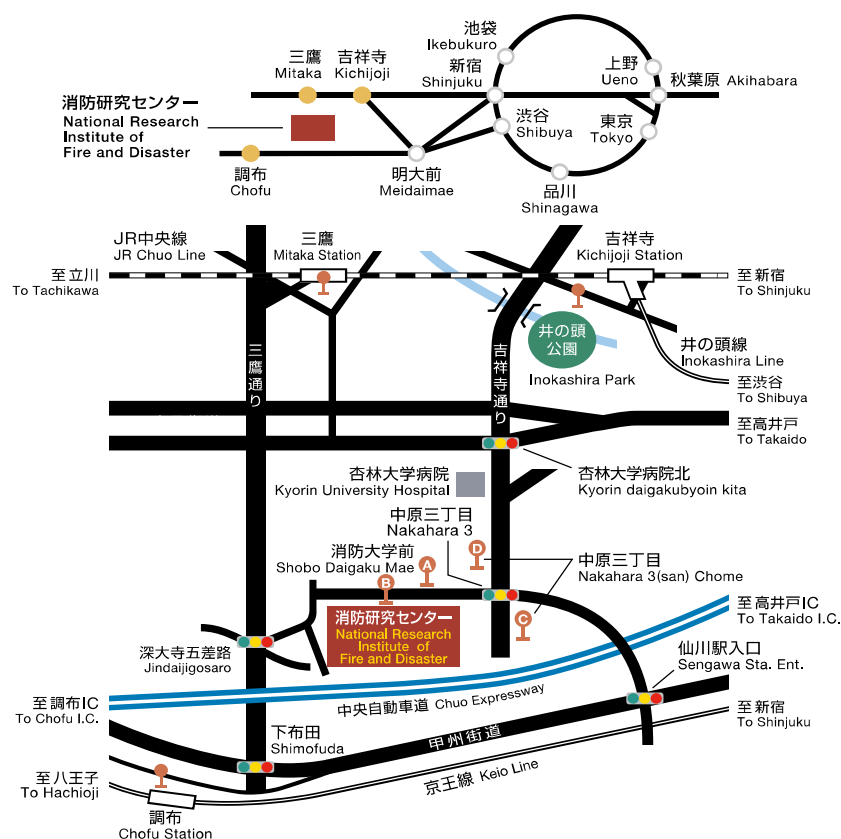 池袋
Ikebukuro
三鷹
Mitaka
吉祥寺
Kichijoji
新宿
Shinjuku
上野
Ueno
秋葉原 Akihabara
消防研究センター
National Research
Institute of
Fire and Disaster
渋谷
Shibuya
東京
Tokyo
調布
Chofu
明大前
Meidaimae
品川
Shinagawa
JR中央線
JR Chuo Line
三鷹
Mitaka Station
吉祥寺
Kichijoji Station
至立川
To Tachikawa
至新宿
To Shinjuku
三鷹通り
吉祥寺通り
井の頭
公園
Inokashira Park
井の頭線
Inokashira Line
至渋谷
To Shibuya
至高井戸
To Takaido
杏林大学病院
Kyorin University Hospital
杏林大学病院北
Kyorin daigakubyoin kita
中原三丁目
Nakahara 3
消防大学前
Shobo Daigaku Mae
A
B
C
D
中原三丁目
Nakahara 3(san) Chome
消防研究センター
National Research
Institute of
Fire and Disaster
至高井戸IC
To Takaido I.C.
深大寺五差路
Jindaijigosaro
仙川駅入口
Sengawa Sta. Ent.
至調布IC
To Chofu I.C.
中央自動車道 Chuo Expressway
至新宿
To Shinjuku
下布田
Shimofuda
甲州街道
京王線 Keio Line
至八王子
To Hachioji
調布
Chofu Station